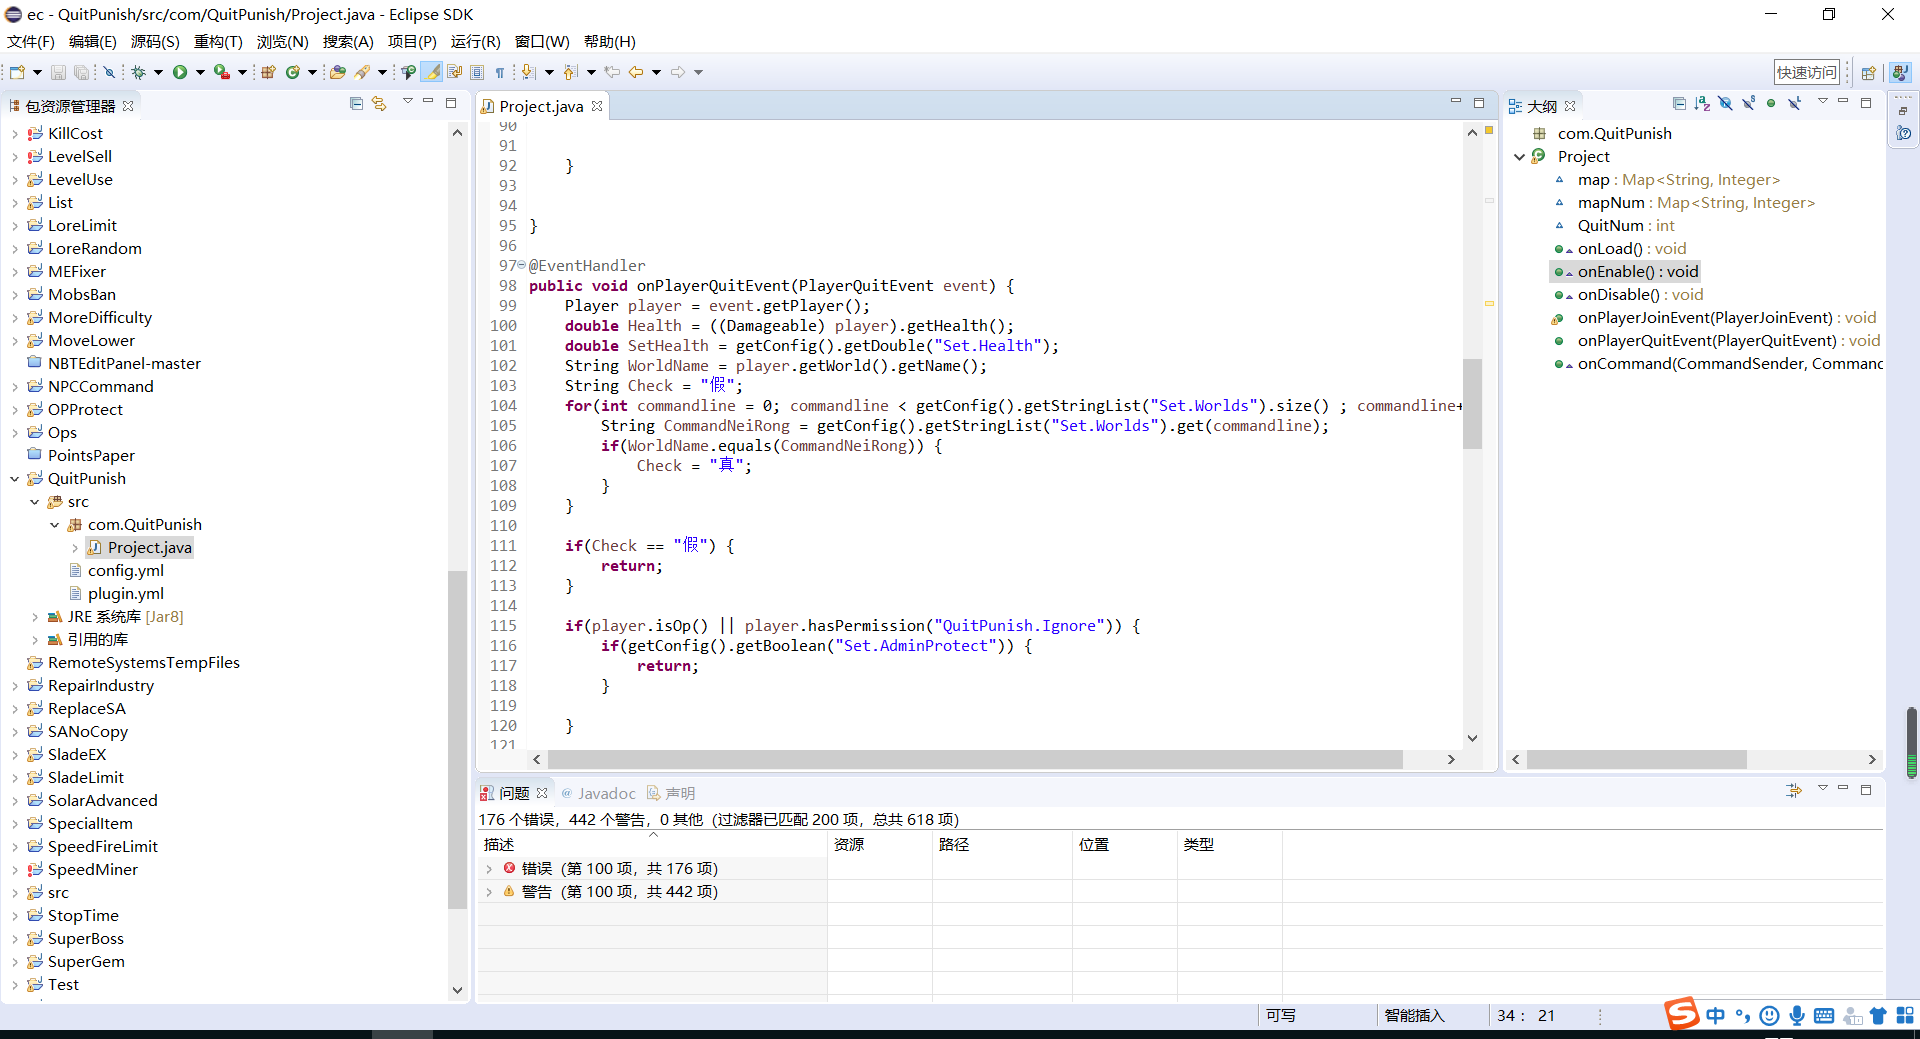 ec - QuitPunish/src/com/QuitPunish/Project.java - Eclipse SDK
文件(F) 编辑(E) 源码(S) 重构(T) 浏览(N) 搜索(A) 项目(P) 运行(R) 窗口(W) 帮助(H)
快速访问
包资源管理器
KillCost
LevelSell
LevelUse
List
LoreLimit
LoreRandom
MEFixer
MobsBan
MoreDifficulty
MoveLower
NBTEditPanel-master
NPCCommand
OPProtect
Ops
PointsPaper
QuitPunish
src
com.QuitPunish
Project.java
config.yml
plugin.yml
JRE 系统库 [Jar8]
引用的库
RemoteSystemsTempFiles
RepairIndustry
ReplaceSA
SANoCopy
SladeEX
SladeLimit
SolarAdvanced
SpecialItem
SpeedFireLimit
SpeedMiner
src
StopTime
SuperBoss
SuperGem
Test
Project.java
90
91
92 }
93
94
95 }
96
97 @EventHandler
98 public void onPlayerQuitEvent(PlayerQuitEvent event) {
99 Player player = event.getPlayer();
100 double Health = ((Damageable) player).getHealth();
101 double SetHealth = getConfig().getDouble("Set.Health");
102 String WorldName = player.getWorld().getName();
103 String Check = "假";
104 for(int commandline = 0; commandline < getConfig().getStringList("Set.Worlds").size() ; commandline+
105 String CommandNeiRong = getConfig().getStringList("Set.Worlds").get(commandline);
106 if(WorldName.equals(CommandNeiRong)) {
107 Check = "真";
108 }
109 }
110
111 if(Check == "假") {
112 return;
113 }
114
115 if(player.isOp() || player.hasPermission("QuitPunish.Ignore")) {
116 if(getConfig().getBoolean("Set.AdminProtect")) {
117 return;
118 }
119
120 }
121
大纲
com.QuitPunish
Project
map : Map<String, Integer>
mapNum : Map<String, Integer>
QuitNum : int
onLoad() : void
onEnable() : void
onDisable() : void
onPlayerJoinEvent(PlayerJoinEvent) : void
onPlayerQuitEvent(PlayerQuitEvent) : void
onCommand(CommandSender, Command
问题 @ Javadoc 声明
176 个错误，442 个警告，0 其他（过滤器已匹配 200 项，总共 618 项）
描述 资源 路径 位置 类型
错误（第 100 项，共 176 项）
警告（第 100 项，共 442 项）
可写 智能插入 34 : 21
S 中